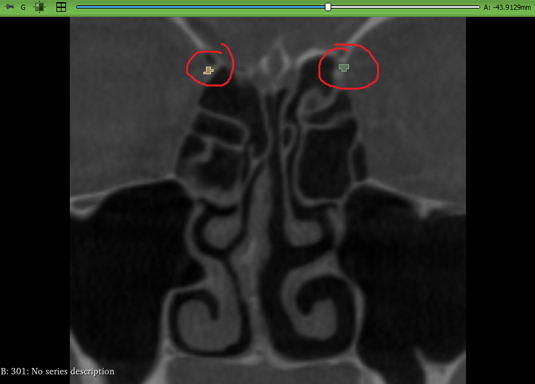 G
A: -43.9129mm
B: 301: No series description